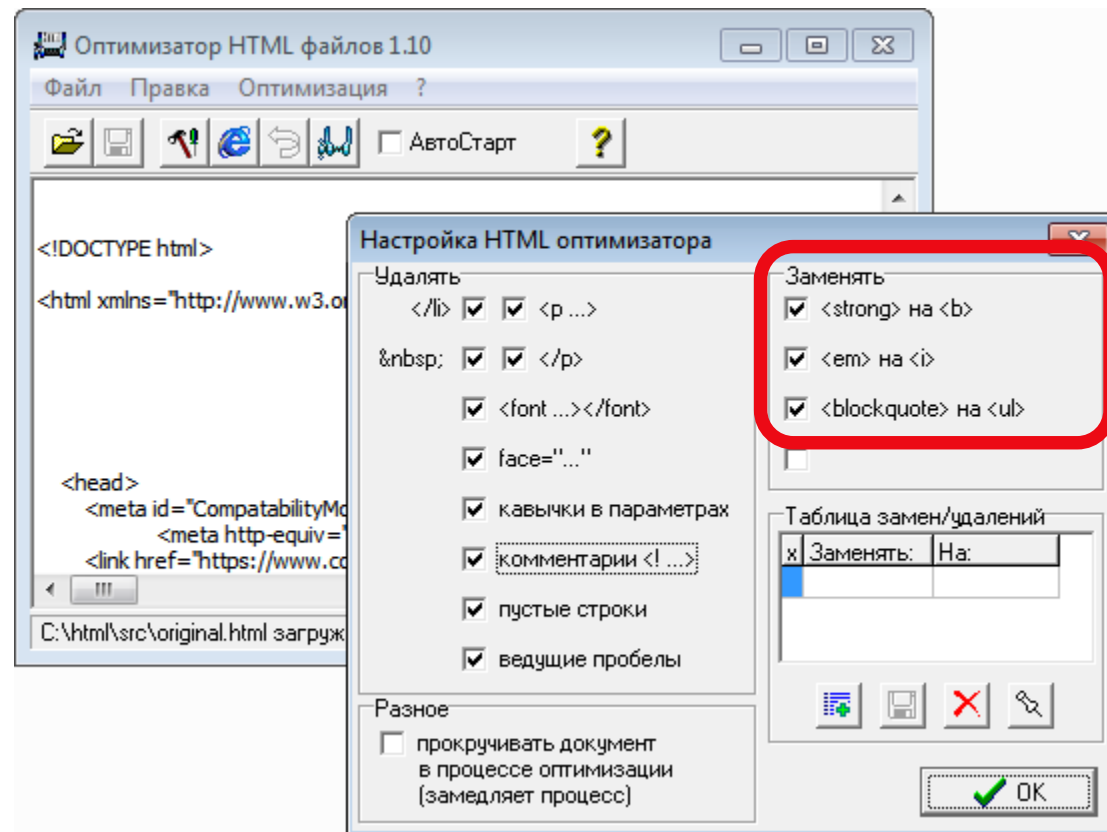 Оптимизатор HTML файлов 1.10
Файл Правка Оптимизация ?
АвтоСтарт
<!DOCTYPE html>
<html xmlns="http://www.w3.o
<head>
<meta id="CompatabilityMo
<meta http-equiv="
<link href="https://www.co
C:\html\src\original.html загруж
Настройка HTML оптимизатора
Удалять
</li> <p ...>
&nbsp; </p>
<font ...></font>
face="..."
кавычки в параметрах
комментарии <! ...>
пустые строки
ведущие пробелы
Разное
прокручивать документ
в процессе оптимизации
(замедляет процесс)
Заменять
<strong> на <b>
<em> на <i>
<blockquote> на <ul>
Таблица замен/удалений
x Заменять: На:
OK